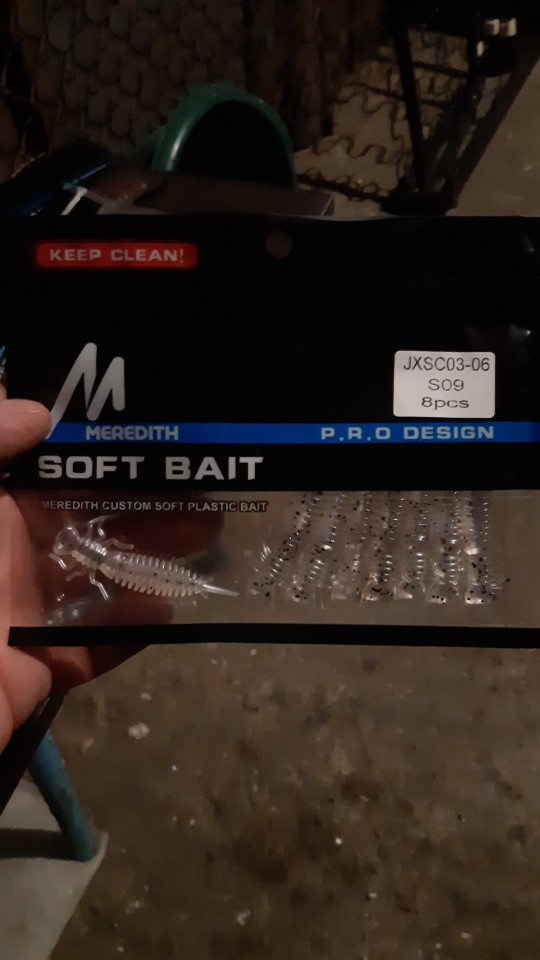 KEEP CLEAN!
JXSC03-06
S09
8pcs
M
MEREDITH
P.R.O DESIGN
SOFT BAIT
MEREDITH CUSTOM SOFT PLASTIC BAIT